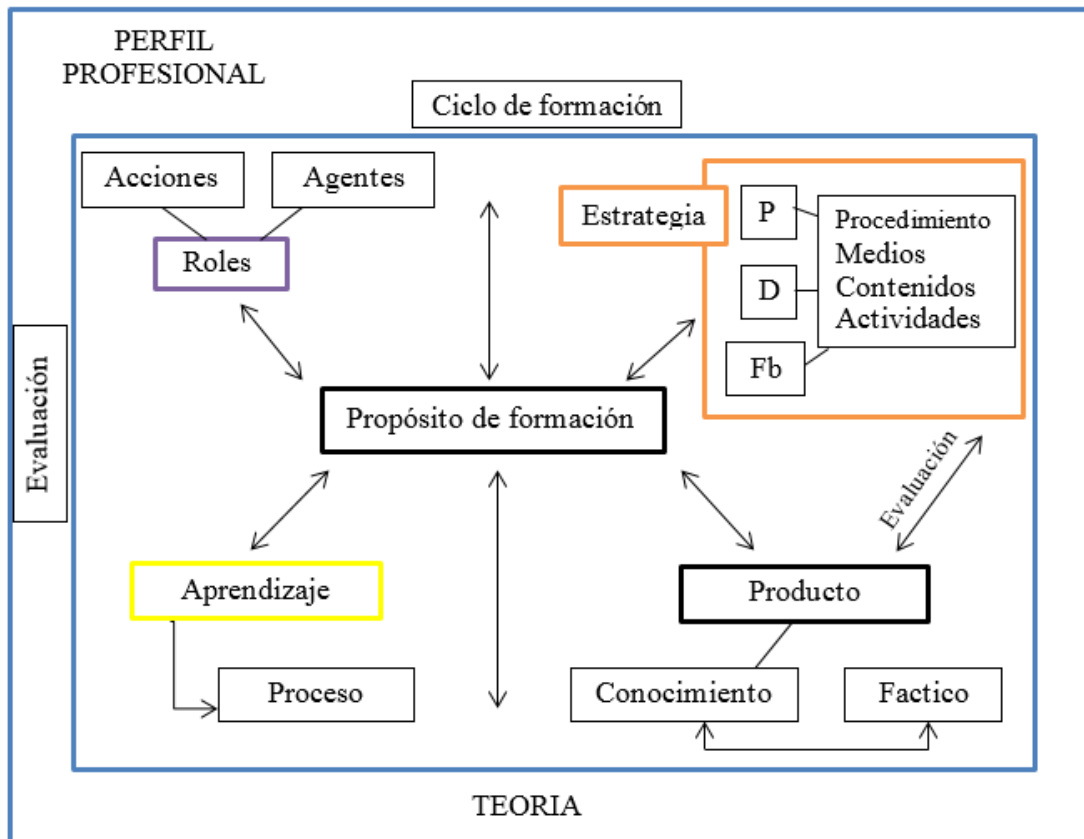 PERFIL
PROFESIONAL
Ciclo de formación
Acciones
Agentes
Roles
Estrategia
P
D
Fb
Procedimiento
Medios
Contenidos
Actividades
Evaluación
Propósito de formación
Evaluación
Aprendizaje
Producto
Proceso
Conocimiento
Factico
TEORIA